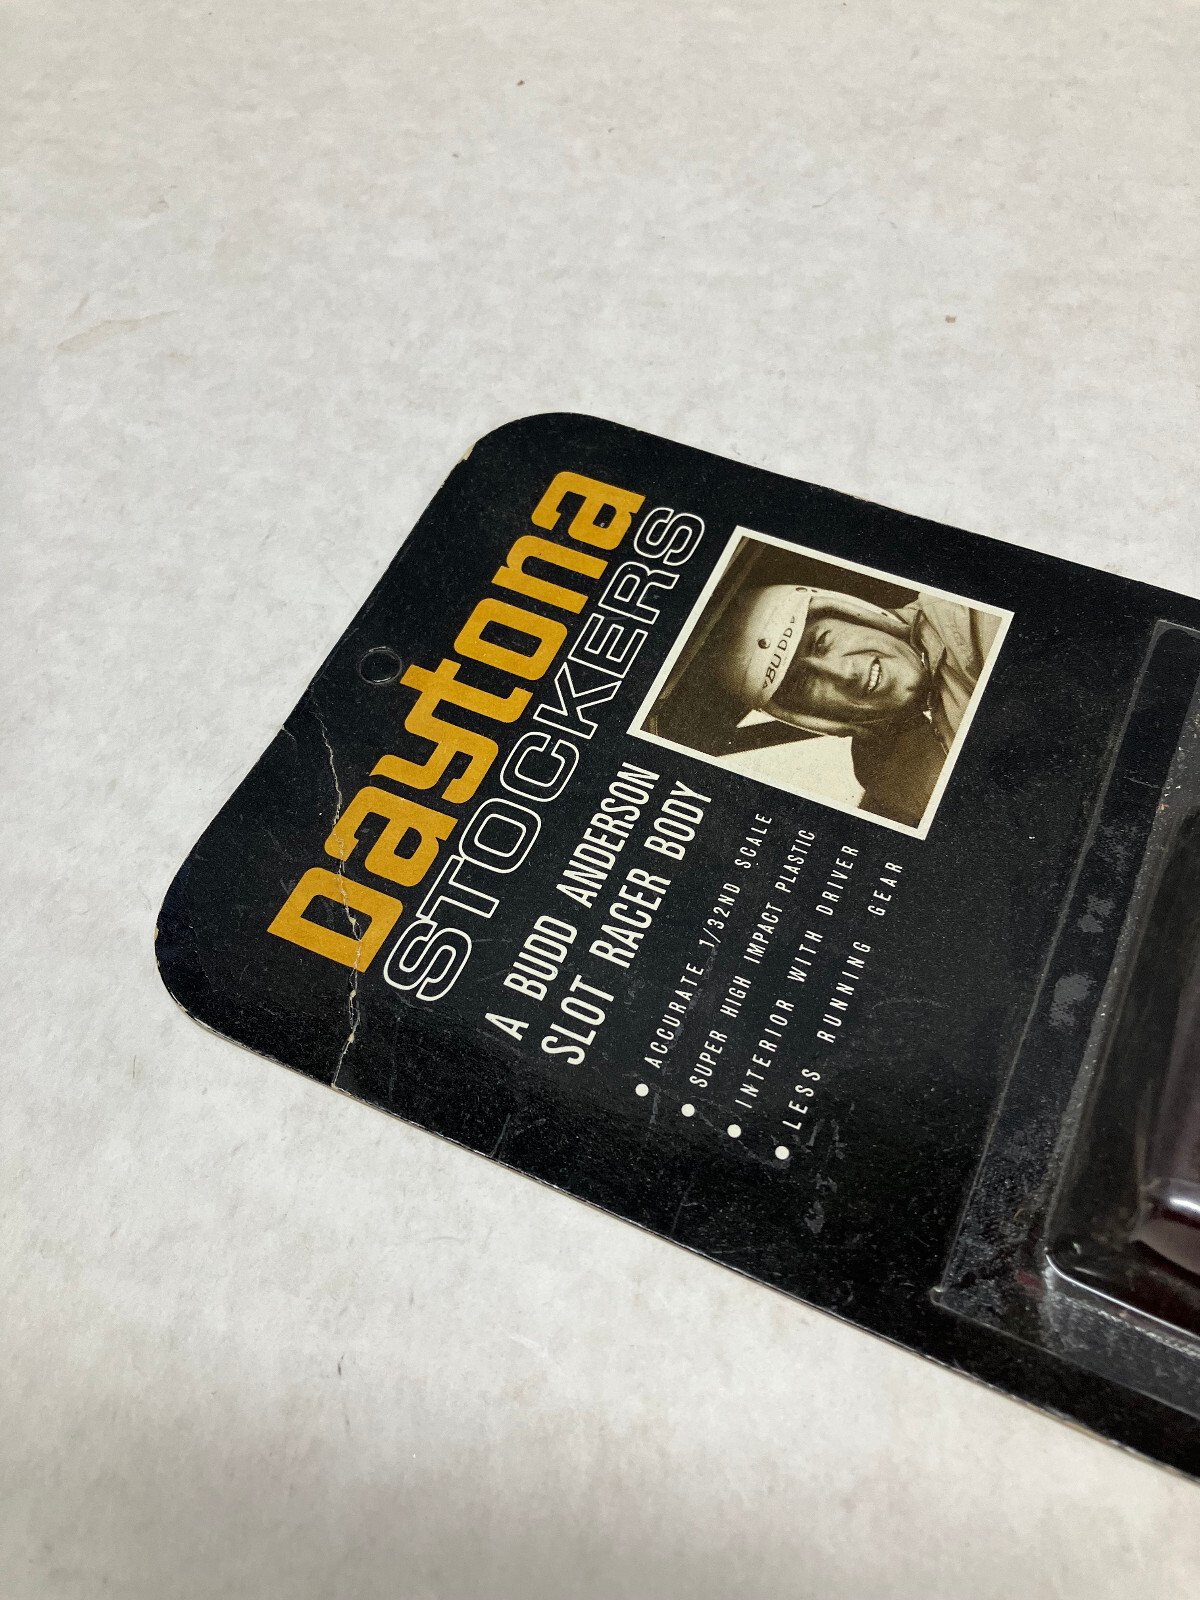 Daytona
STOCKERS
A BUDD ANDERSON
SLOT RACER BODY
• ACCURATE 1/32ND SCALE
• SUPER HIGH IMPACT PLASTIC
• INTERIOR WITH DRIVER
• LESS RUNNING GEAR
BUDD